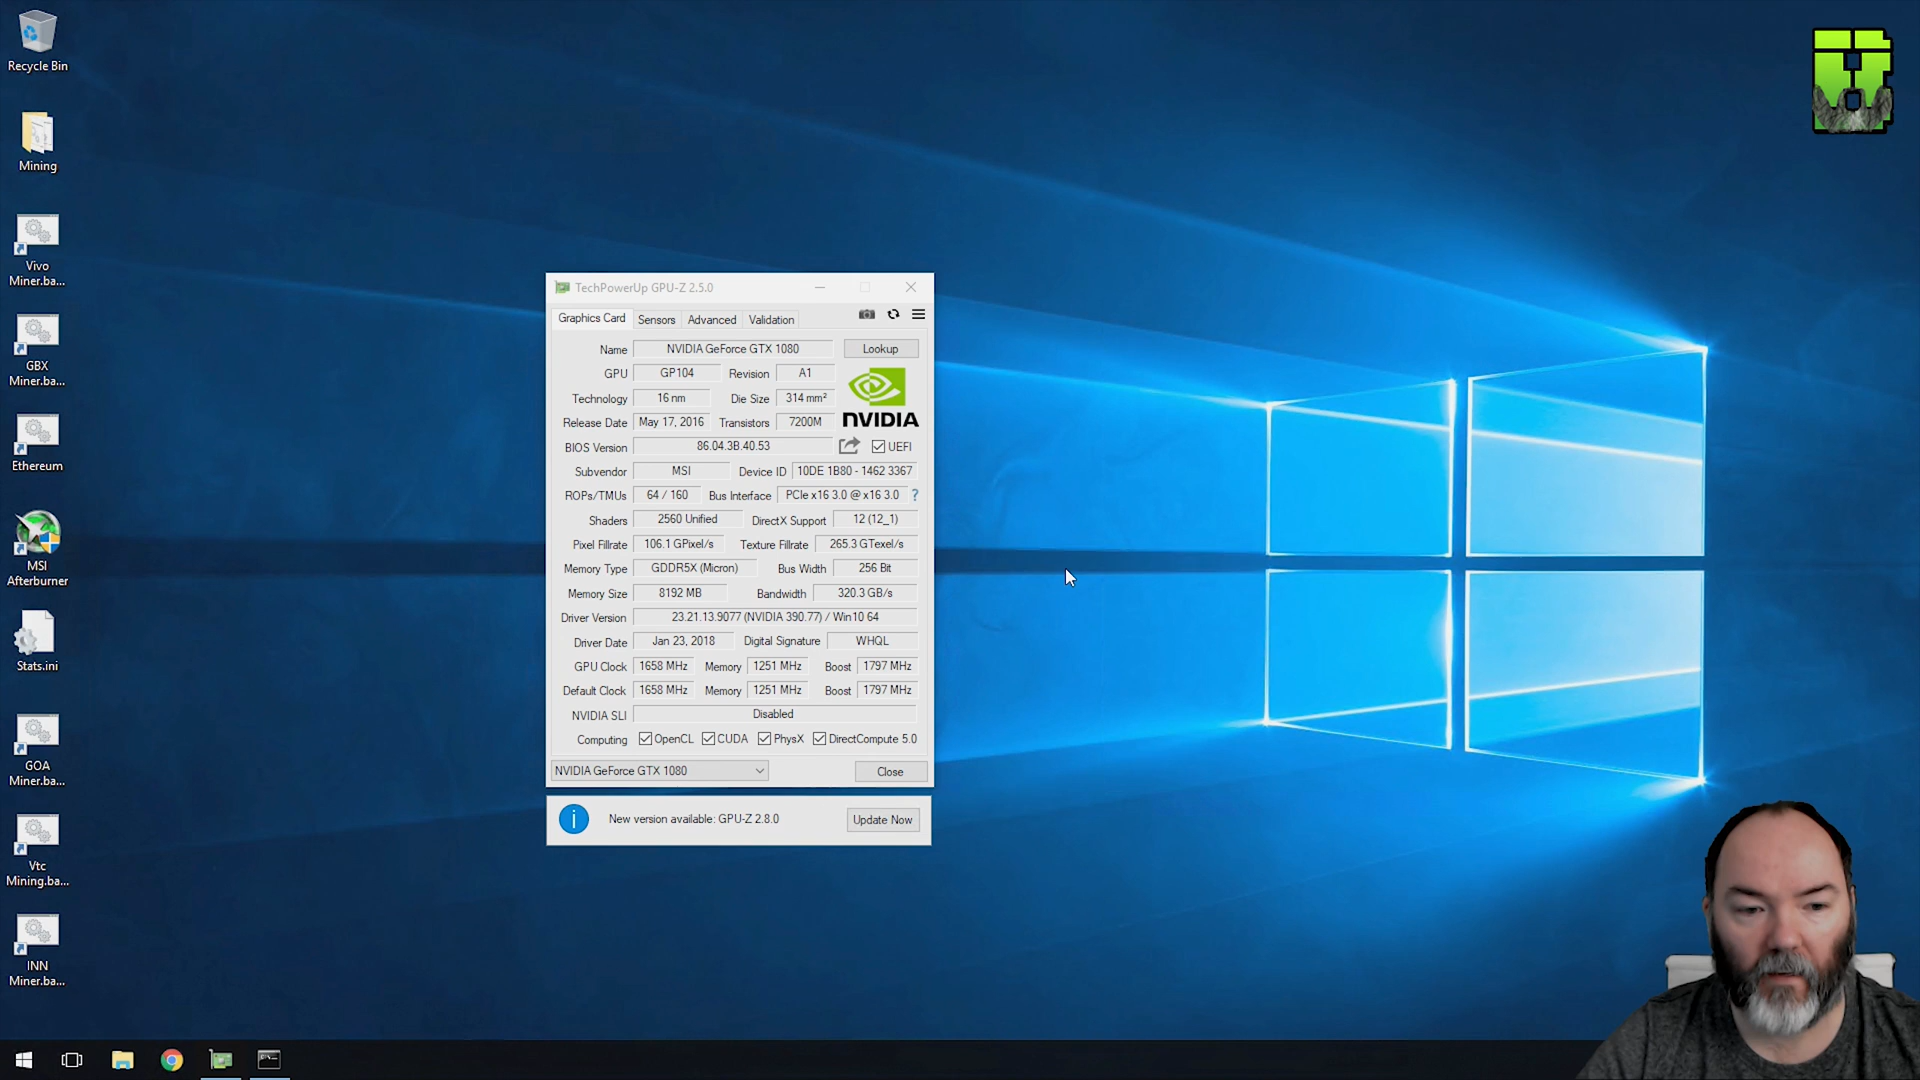 Recycle Bin
Mining
Vivo
Miner.ba...
GBX
Miner.ba...
Ethereum
MSI
Afterburner
Stats.ini
GOA
Miner.ba...
Vtc
Mining.ba...
INN
Miner.ba...
TechPowerUp GPU-Z 2.5.0
Graphics Card Sensors Advanced Validation
Name NVIDIA GeForce GTX 1080 Lookup
GPU GP104 Revision A1
Technology 16 nm Die Size 314 mm²
Release Date May 17, 2016 Transistors 7200M
NVIDIA
BIOS Version 86.04.3B.40.53 UEFI
Subvendor MSI Device ID 10DE 1B80 - 1462 3367
ROPs/TMUs 64 / 160 Bus Interface PCIe x16 3.0 @ x16 3.0 ?
Shaders 2560 Unified DirectX Support 12 (12_1)
Pixel Fillrate 106.1 GPixel/s Texture Fillrate 265.3 GTexel/s
Memory Type GDDR5X (Micron) Bus Width 256 Bit
Memory Size 8192 MB Bandwidth 320.3 GB/s
Driver Version 23.21.13.9077 (NVIDIA 390.77) / Win10 64
Driver Date Jan 23, 2018 Digital Signature WHQL
GPU Clock 1658 MHz Memory 1251 MHz Boost 1797 MHz
Default Clock 1658 MHz Memory 1251 MHz Boost 1797 MHz
NVIDIA SLI Disabled
Computing OpenCL CUDA PhysX DirectCompute 5.0
NVIDIA GeForce GTX 1080 Close
New version available: GPU-Z 2.8.0 Update Now